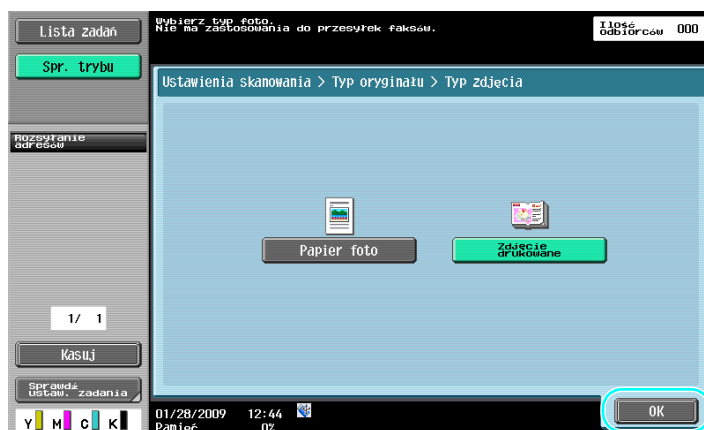 Lista zadań
Wybierz typ foto.
Nie ma zastosowania do przesyłek faksów.
Ilość
odbiorców 000
Spr. trybu
Ustawienia skanowania > Typ oryginału > Typ zdjęcia
Rozsyłanie
adresów
Papier foto
Zdjęcie
drukowane
1/ 1
Kasuj
Sprawdź
ustaw. zadania
Y M C K
01/28/2009 12:44
Pamięć 0%
OK